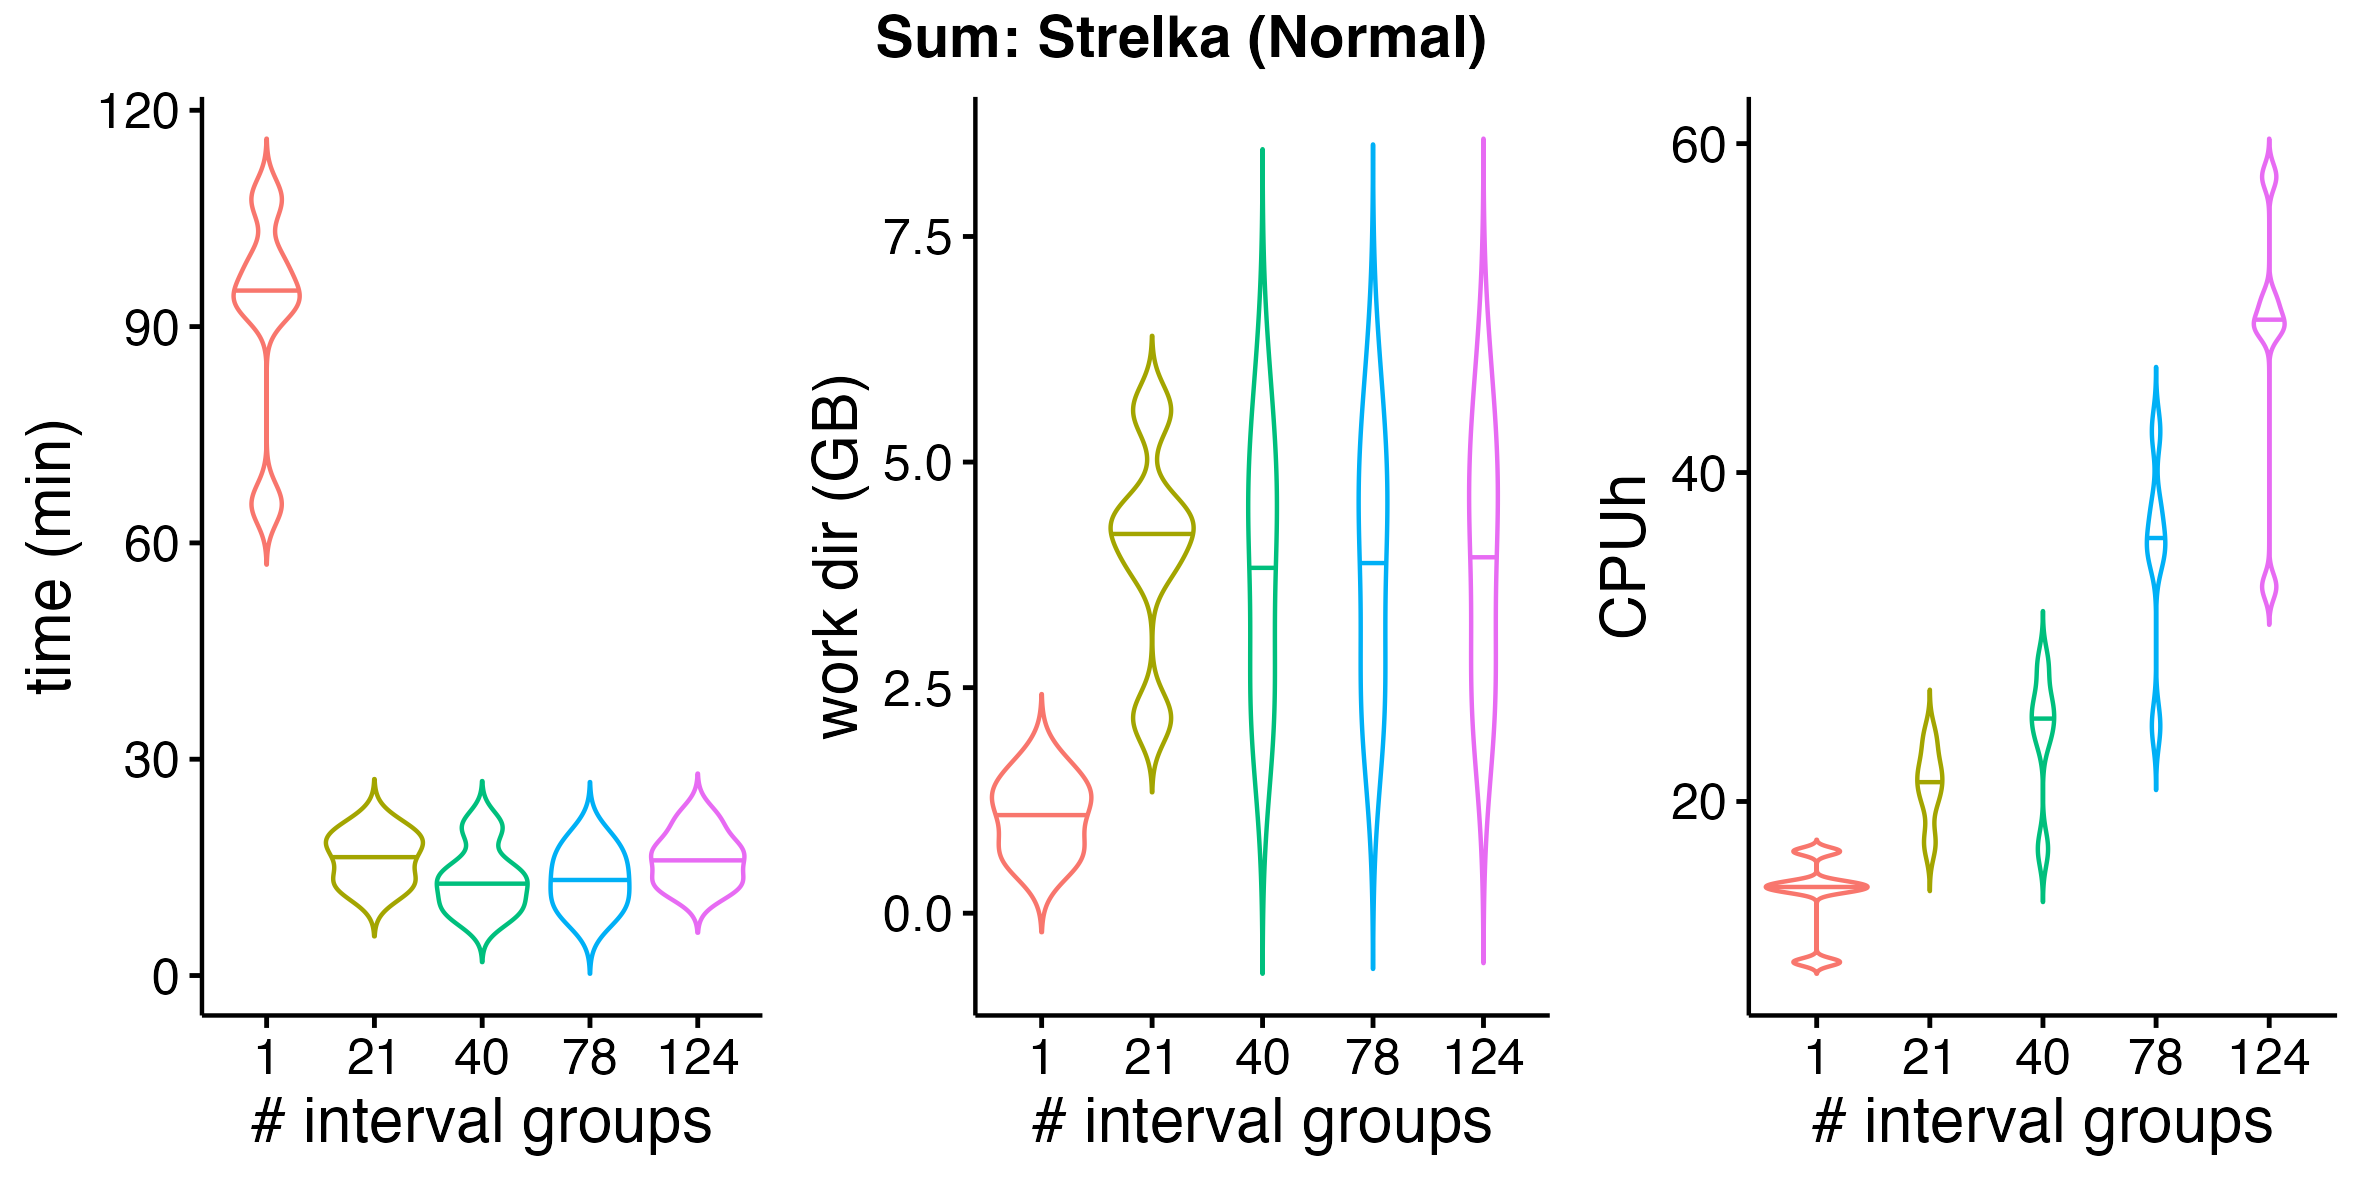 Sum: Strelka (Normal)
time (min)
120
90
60
30
0
1 21 40 78 124
# interval groups
work dir (GB)
7.5
5.0
2.5
0.0
1 21 40 78 124
# interval groups
CPUh
60
40
20
1 21 40 78 124
# interval groups